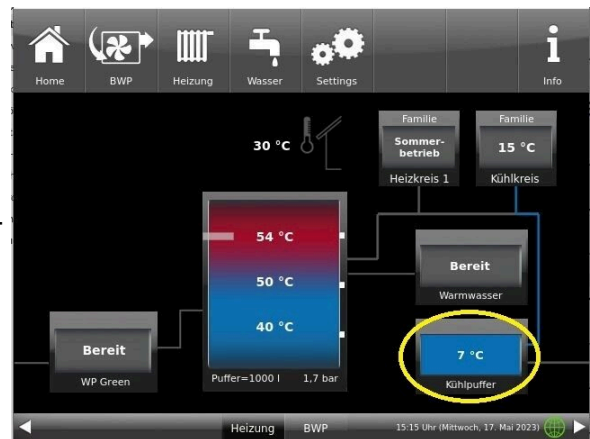 Home
BWP
Heizung
Wasser
Settings
Info
30 °C
Familie
Sommer-
betrieb
Heizkreis 1
Familie
15 °C
Kühlkreis
54 °C
50 °C
40 °C
Puffer=1000 l 1,7 bar
Bereit
Warmwasser
Bereit
WP Green
7 °C
Kühlpuffer
Heizung
BWP
15:15 Uhr (Mittwoch, 17. Mai 2023)